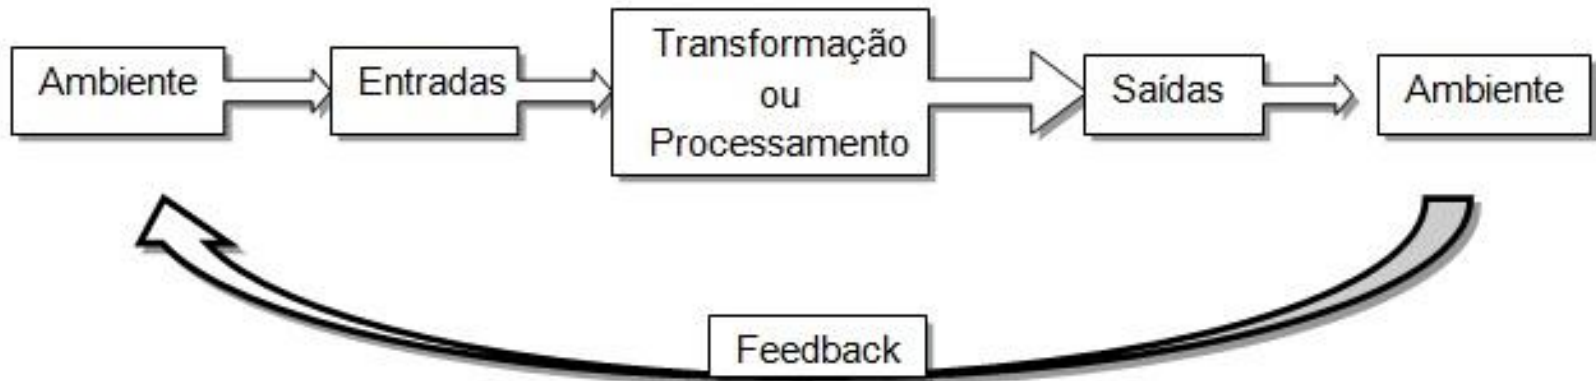 Ambiente
Entradas
Transformação
ou
Processamento
Saídas
Ambiente
Feedback